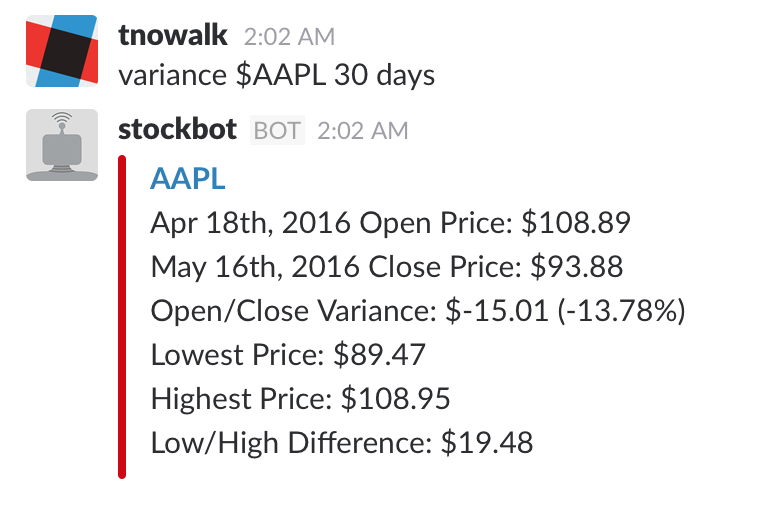 tnowalk 2:02 AM
variance $AAPL 30 days
stockbot BOT 2:02 AM
AAPL
Apr 18th, 2016 Open Price: $108.89
May 16th, 2016 Close Price: $93.88
Open/Close Variance: $-15.01 (-13.78%)
Lowest Price: $89.47
Highest Price: $108.95
Low/High Difference: $19.48